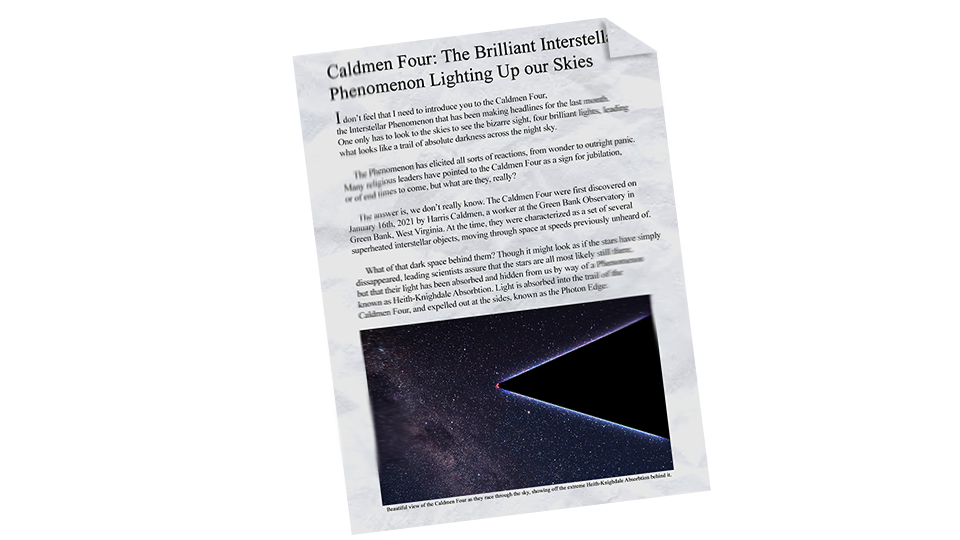 Caldmen Four: The Brilliant Interstella
Phenomenon Lighting Up our Skies
I don't feel that I need to introduce you to the Caldmen Four,
the Interstellar Phenomenon that has been making headlines for the last month.
One only has to look to the skies to see the bizarre sight, four brilliant lights, leading
what looks like a trail of absolute darkness across the night sky.
The Phenomenon has elicited all sorts of reactions, from wonder to outright panic.
Many religious leaders have pointed to the Caldmen Four as a sign for jubilation,
or of end times to come, but what are they, really?
The answer is, we don't really know. The Caldmen Four were first discovered on
January 16th, 2021 by Harris Caldmen, a worker at the Green Bank Observatory in
Green Bank, West Virginia. At the time, they were characterized as a set of several
superheated interstellar objects, moving through space at speeds previously unheard of.
What of that dark space behind them? Though it might look as if the stars have simply
dissappeared, leading scientists assure that the stars are all most likely still there,
but that their light has been absorbed and hidden from us by way of a Phenomenon
known as Heith-Knighdale Absorbtion. Light is absorbed into the trail of the
Caldmen Four, and expelled out at the sides, known as the Photon Edge.
Beautiful view of the Caldmen Four as they race through the sky, showing off the extreme Heith-Knighdale Absorbtion behind it.